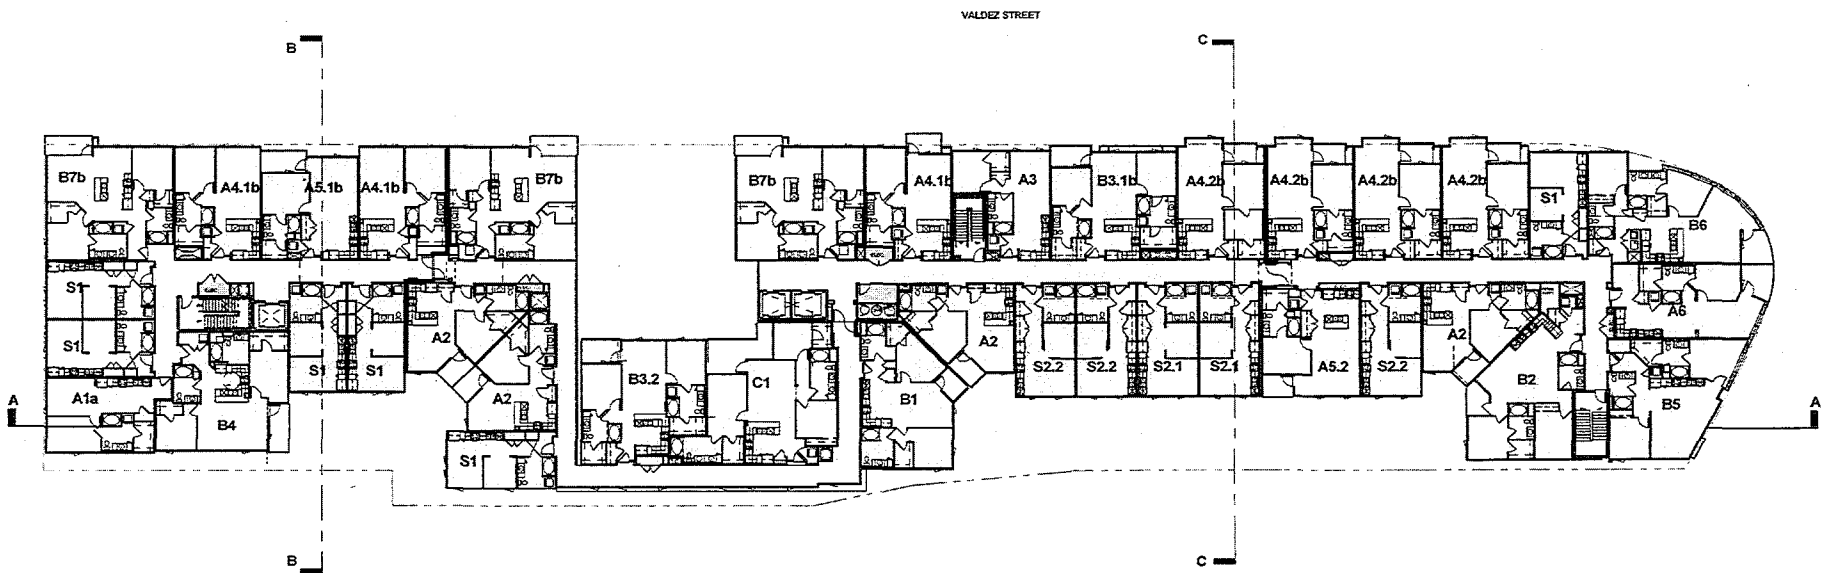 VALDEZ STREET
B
C
B7b
A4.1b
A5.1b
A4.1b
B7b
B7b
A4.1b
A3
B3.1b
A4.2b
A4.2b
A4.2b
A4.2b
S1
B6
S1
S1
A6
A2
A2
A2
S1
S1
S2.2
S2.2
S2.1
S2.1
A5.2
S2.2
B3.2
C1
B2
A
A1a
B4
A2
B1
B5
A
S1
B
C